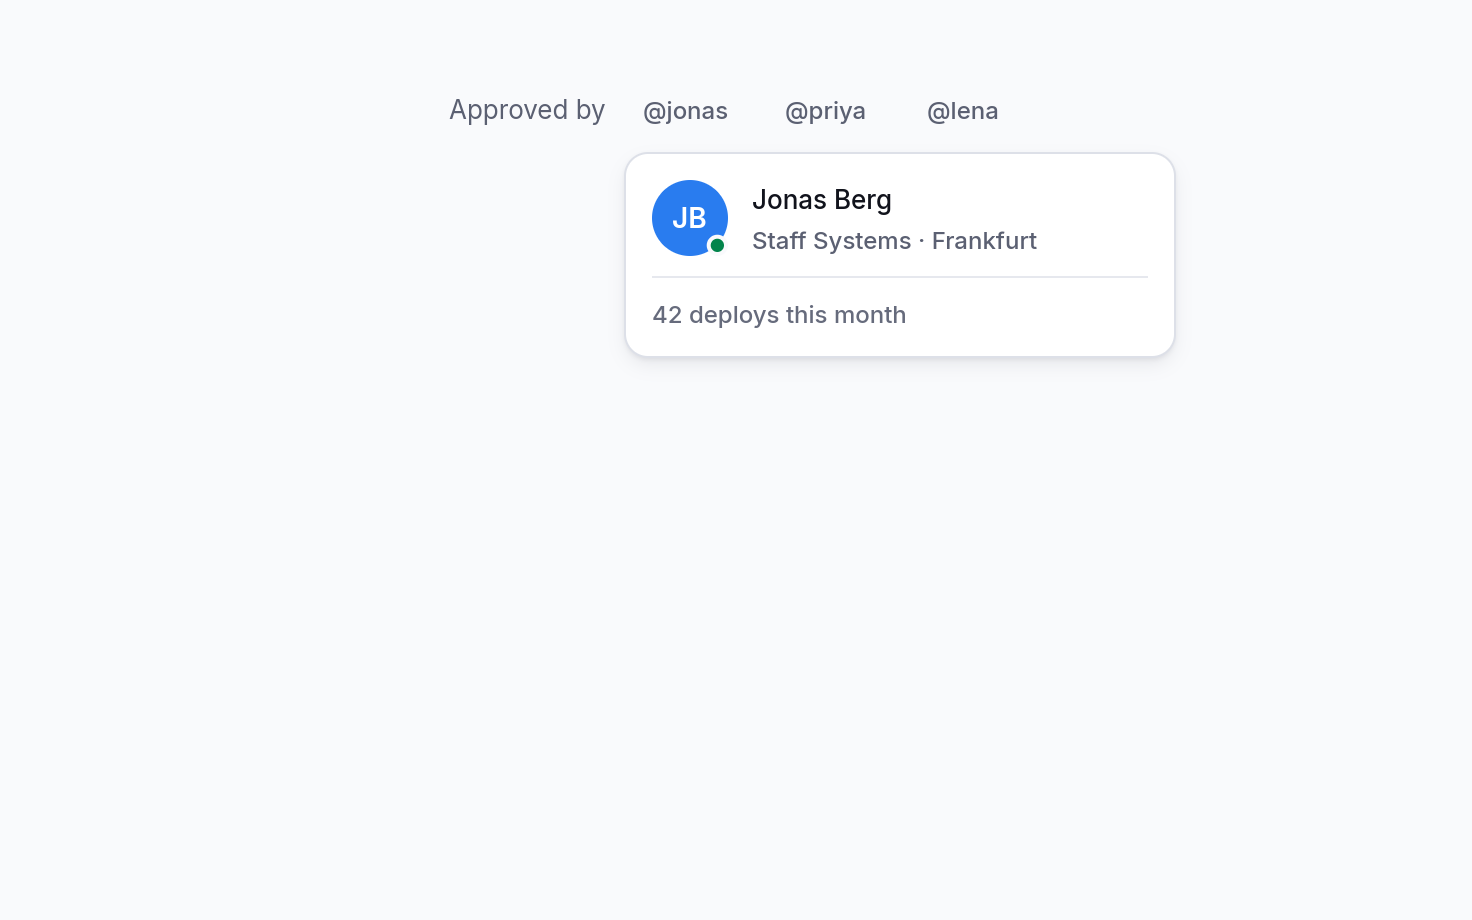 Approved by @jonas @priya @lena
JB
Jonas Berg
Staff Systems · Frankfurt
42 deploys this month